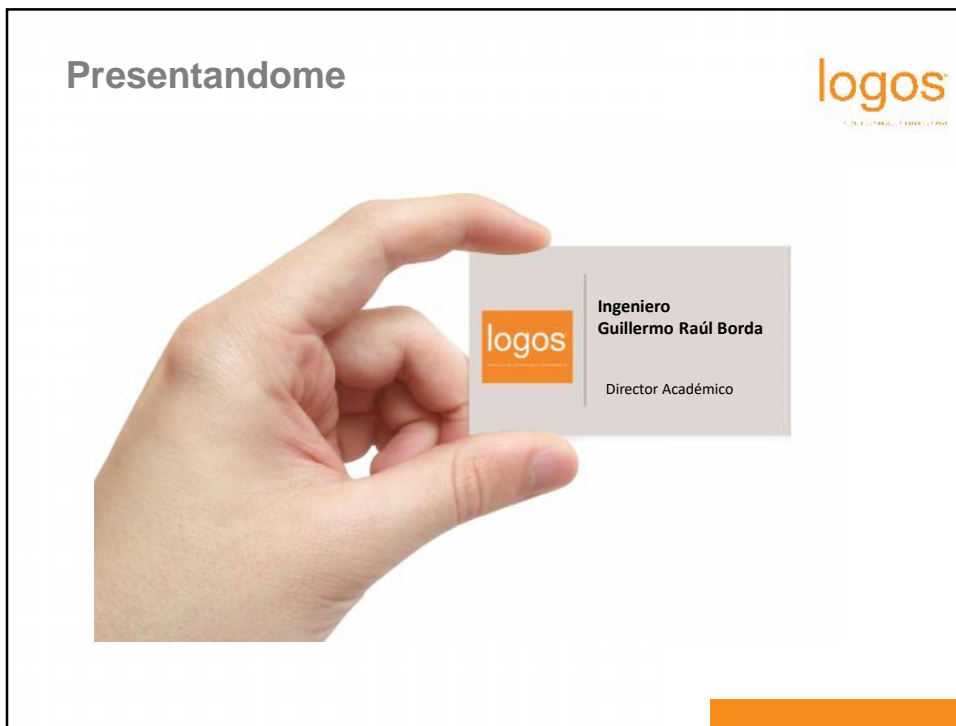 Presentandome
logos
logos
Ingeniero
Guillermo Raúl Borda
Director Académico